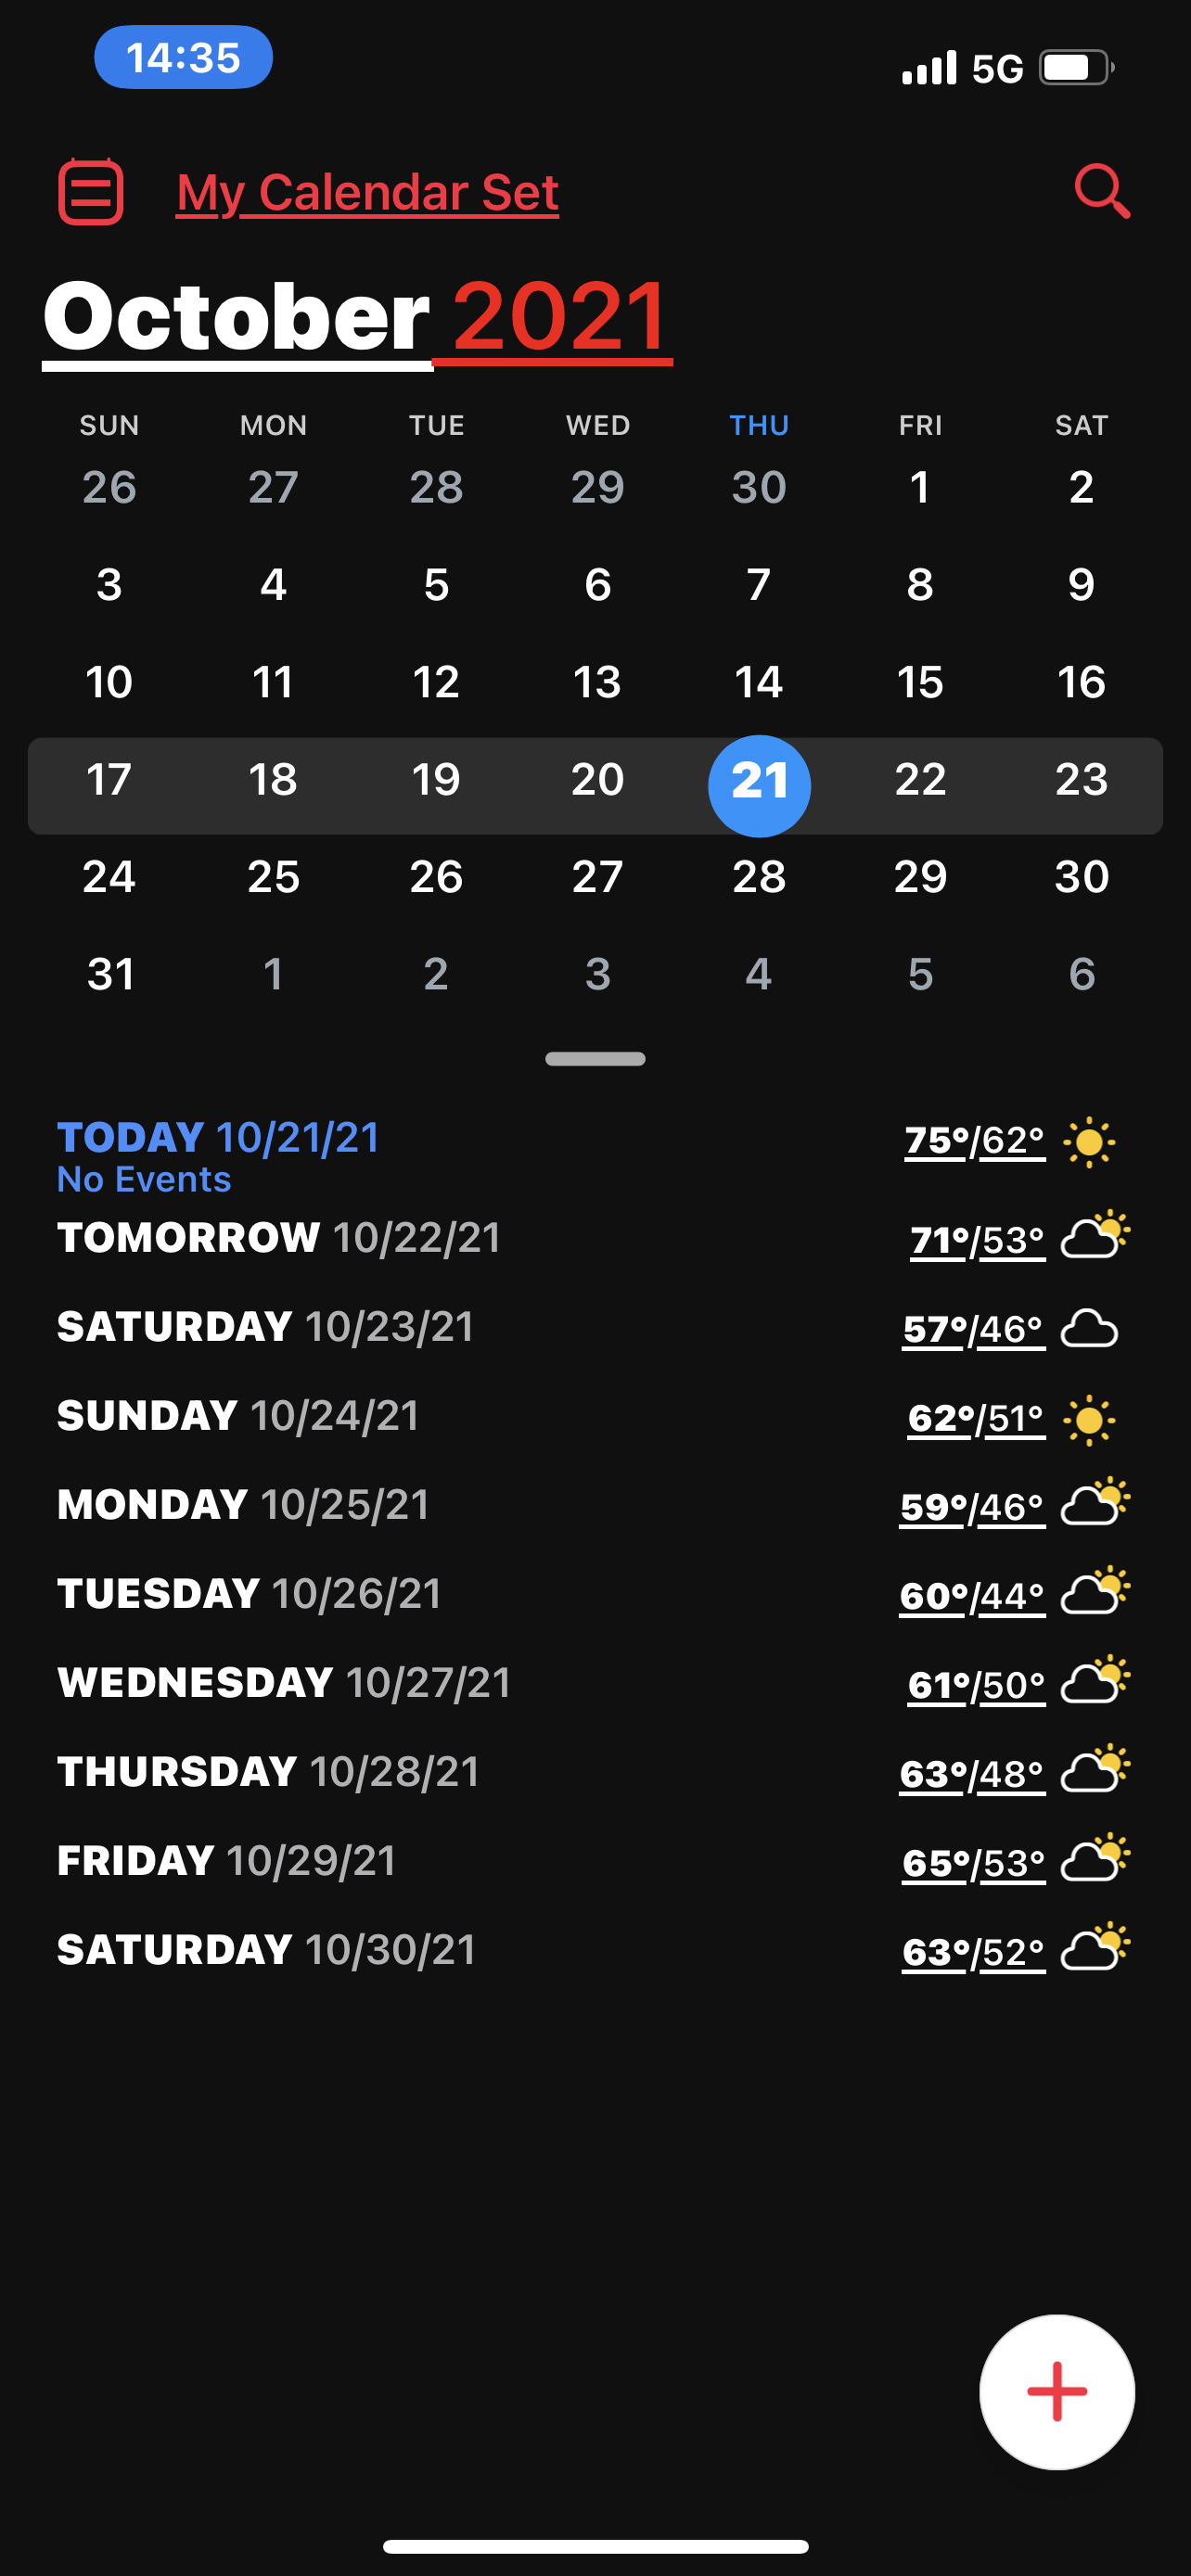 14:35 5G
My Calendar Set
October 2021
SUN MON TUE WED THU FRI SAT
26 27 28 29 30 1 2
3 4 5 6 7 8 9
10 11 12 13 14 15 16
17 18 19 20 21 22 23
24 25 26 27 28 29 30
31 1 2 3 4 5 6
TODAY 10/21/21 75°/62°
No Events
TOMORROW 10/22/21 71°/53°
SATURDAY 10/23/21 57°/46°
SUNDAY 10/24/21 62°/51°
MONDAY 10/25/21 59°/46°
TUESDAY 10/26/21 60°/44°
WEDNESDAY 10/27/21 61°/50°
THURSDAY 10/28/21 63°/48°
FRIDAY 10/29/21 65°/53°
SATURDAY 10/30/21 63°/52°